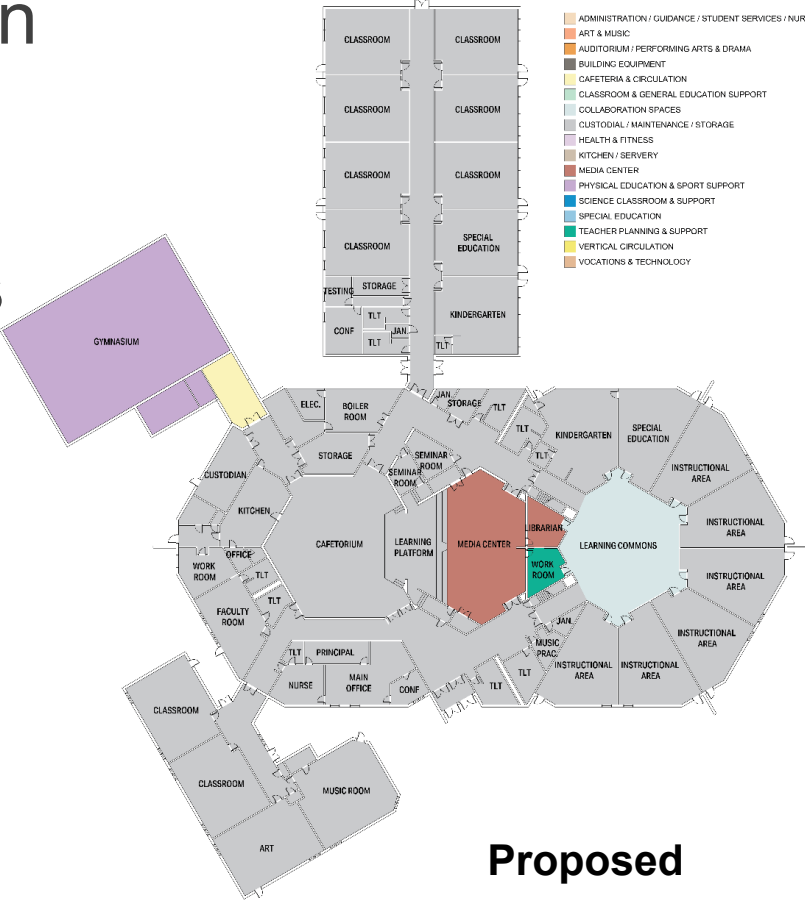 n
s
ADMINISTRATION / GUIDANCE / STUDENT SERVICES / NUR
ART & MUSIC
AUDITORIUM / PERFORMING ARTS & DRAMA
BUILDING EQUIPMENT
CAFETERIA & CIRCULATION
CLASSROOM & GENERAL EDUCATION SUPPORT
COLLABORATION SPACES
CUSTODIAL / MAINTENANCE / STORAGE
HEALTH & FITNESS
KITCHEN / SERVERY
MEDIA CENTER
PHYSICAL EDUCATION & SPORT SUPPORT
SCIENCE CLASSROOM & SUPPORT
SPECIAL EDUCATION
TEACHER PLANNING & SUPPORT
VERTICAL CIRCULATION
VOCATIONS & TECHNOLOGY
CLASSROOM
CLASSROOM
CLASSROOM
CLASSROOM
CLASSROOM
CLASSROOM
CLASSROOM
SPECIAL
EDUCATION
TESTING
STORAGE
TLT
CONF
JAN
TLT
KINDERGARTEN
TLT
GYMNASIUM
ELEC.
BOILER
ROOM
JAN
STORAGE
TLT
TLT
TLT
KINDERGARTEN
SPECIAL
EDUCATION
STORAGE
SEMINAR
ROOM
SEMINAR
ROOM
INSTRUCTIONAL
AREA
CUSTODIAN
KITCHEN
CAFETORIUM
LEARNING
PLATFORM
MEDIA CENTER
LIBRARIAN
WORK
ROOM
LEARNING COMMONS
INSTRUCTIONAL
AREA
OFFICE
WORK
ROOM
TLT
TLT
FACULTY
ROOM
INSTRUCTIONAL
AREA
JAN
MUSIC
PRAC.
INSTRUCTIONAL
AREA
TLT
PRINCIPAL
NURSE
MAIN
OFFICE
CONF
TLT
TLT
INSTRUCTIONAL
AREA
INSTRUCTIONAL
AREA
CLASSROOM
CLASSROOM
MUSIC ROOM
ART
Proposed